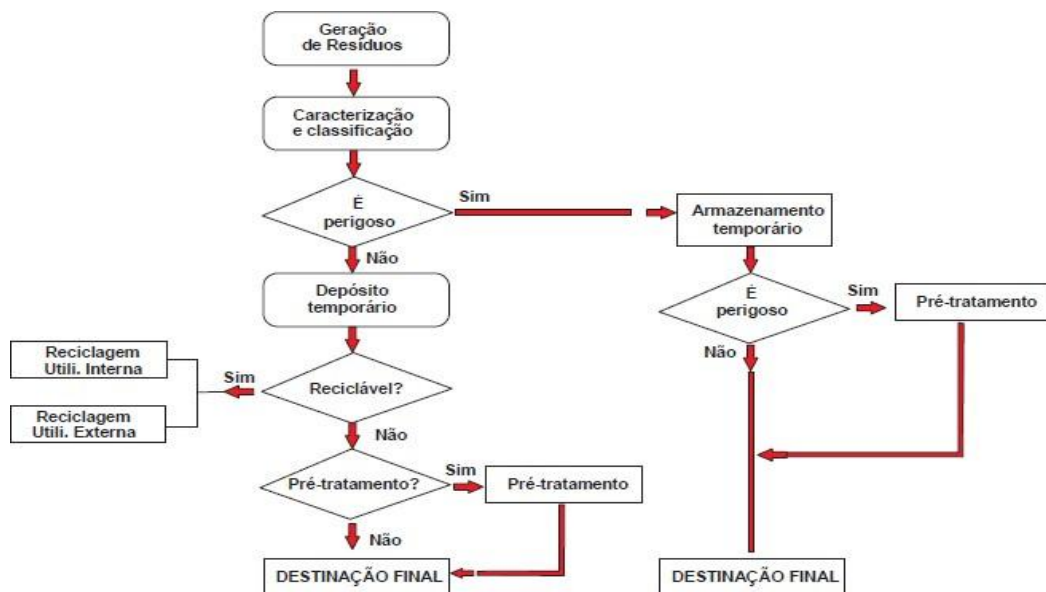 Geração
de Resíduos
Caracterização
e classificação
É
perigoso
Sim
Não
Armazenamento
temporário
É
perigoso
Sim
Pré-tratamento
Não
Depósito
temporário
Reciclável?
Sim
Reciclagem
Utili. Interna
Reciclagem
Utili. Externa
Não
Pré-tratamento?
Sim
Pré-tratamento
Não
DESTINAÇÃO FINAL
DESTINAÇÃO FINAL